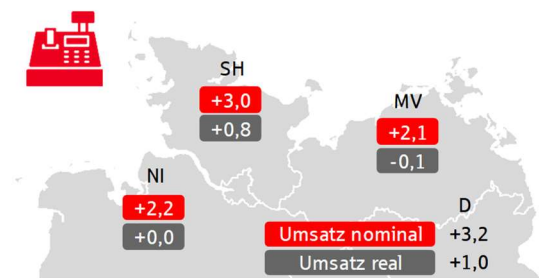 SH
+3,0
+0,8
MV
+2,1
-0,1
NI
+2,2
+0,0
D
Umsatz nominal +3,2
Umsatz real +1,0